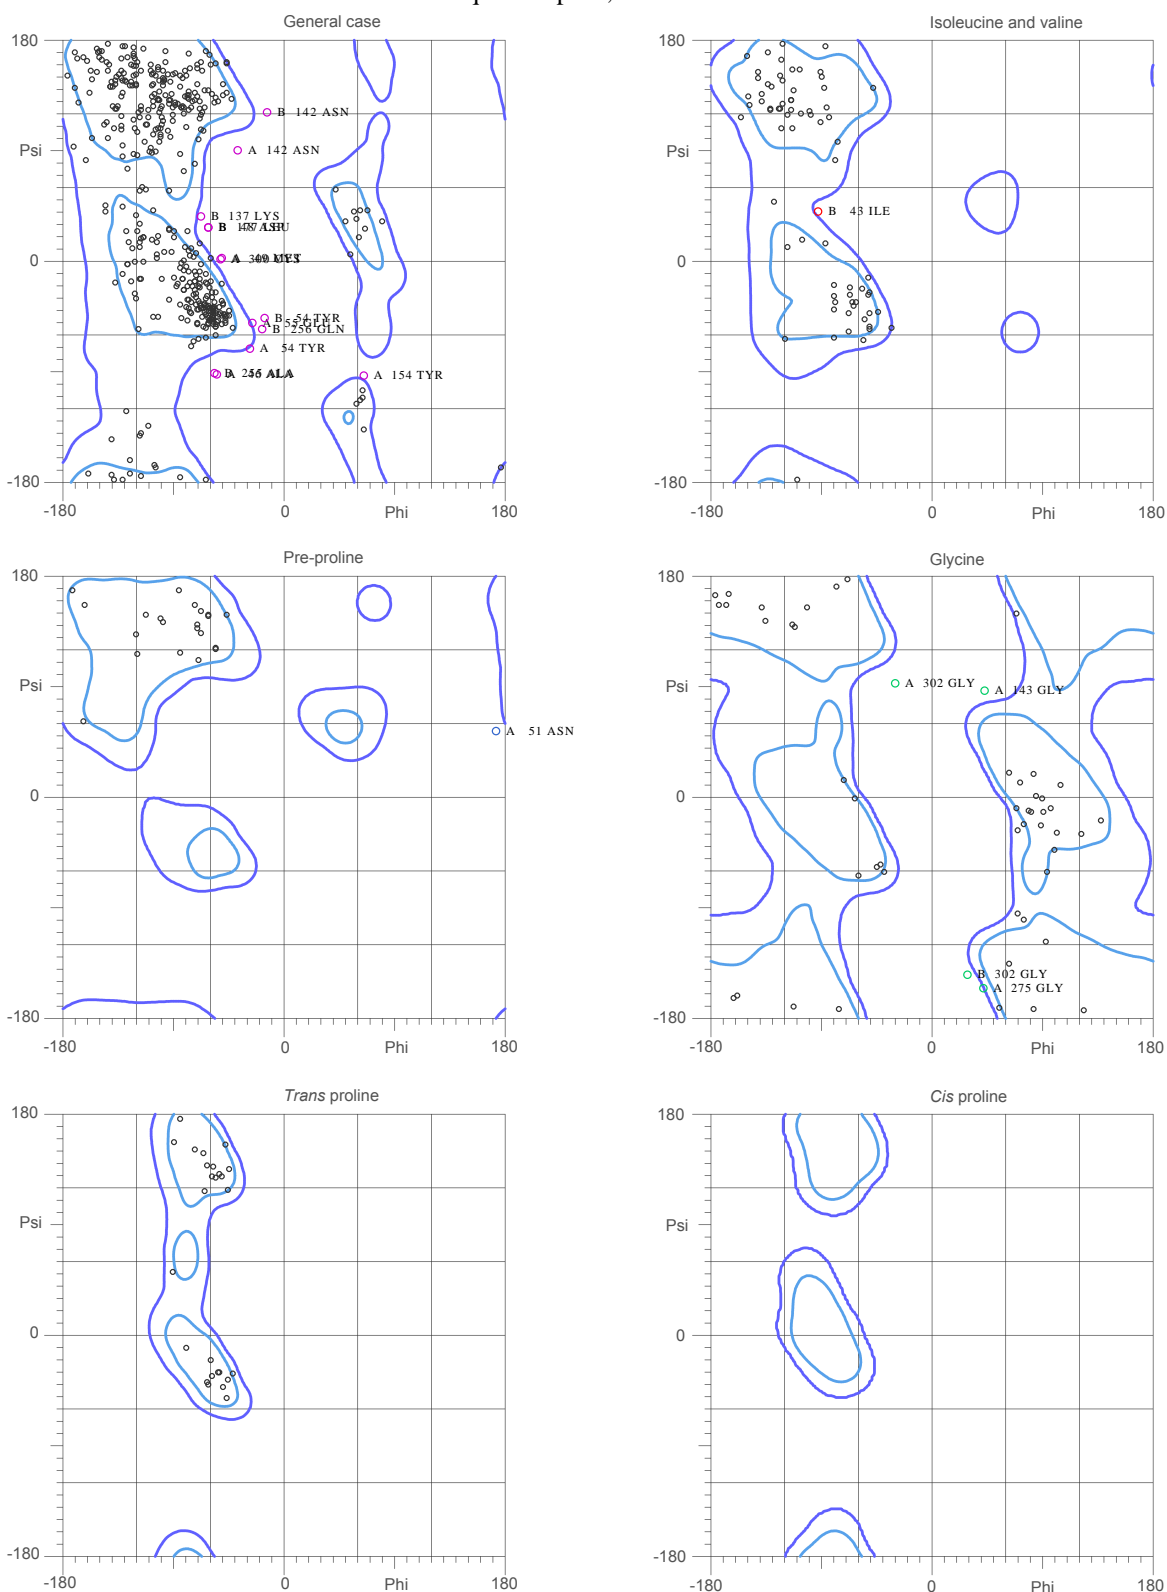 General case
180
Psi
0
-180
-180
0
Phi
180
B 142 ASN
A 142 ASN
B 137 LYS
B
A
B 54 TYR
A
B 256 GLN
A 54 TYR
A 46 ALA
A 154 TYR
Isoleucine and valine
180
Psi
0
-180
-180
0
Phi
180
B 43 ILE
Pre-proline
180
Psi
0
-180
-180
0
Phi
180
A 51 ASN
Glycine
180
Psi
0
-180
-180
0
Phi
180
A 302 GLY
A 143 GLY
B 302 GLY
A 275 GLY
Trans proline
180
Psi
0
-180
-180
0
Phi
180
Cis proline
180
Psi
0
-180
-180
0
Phi
180